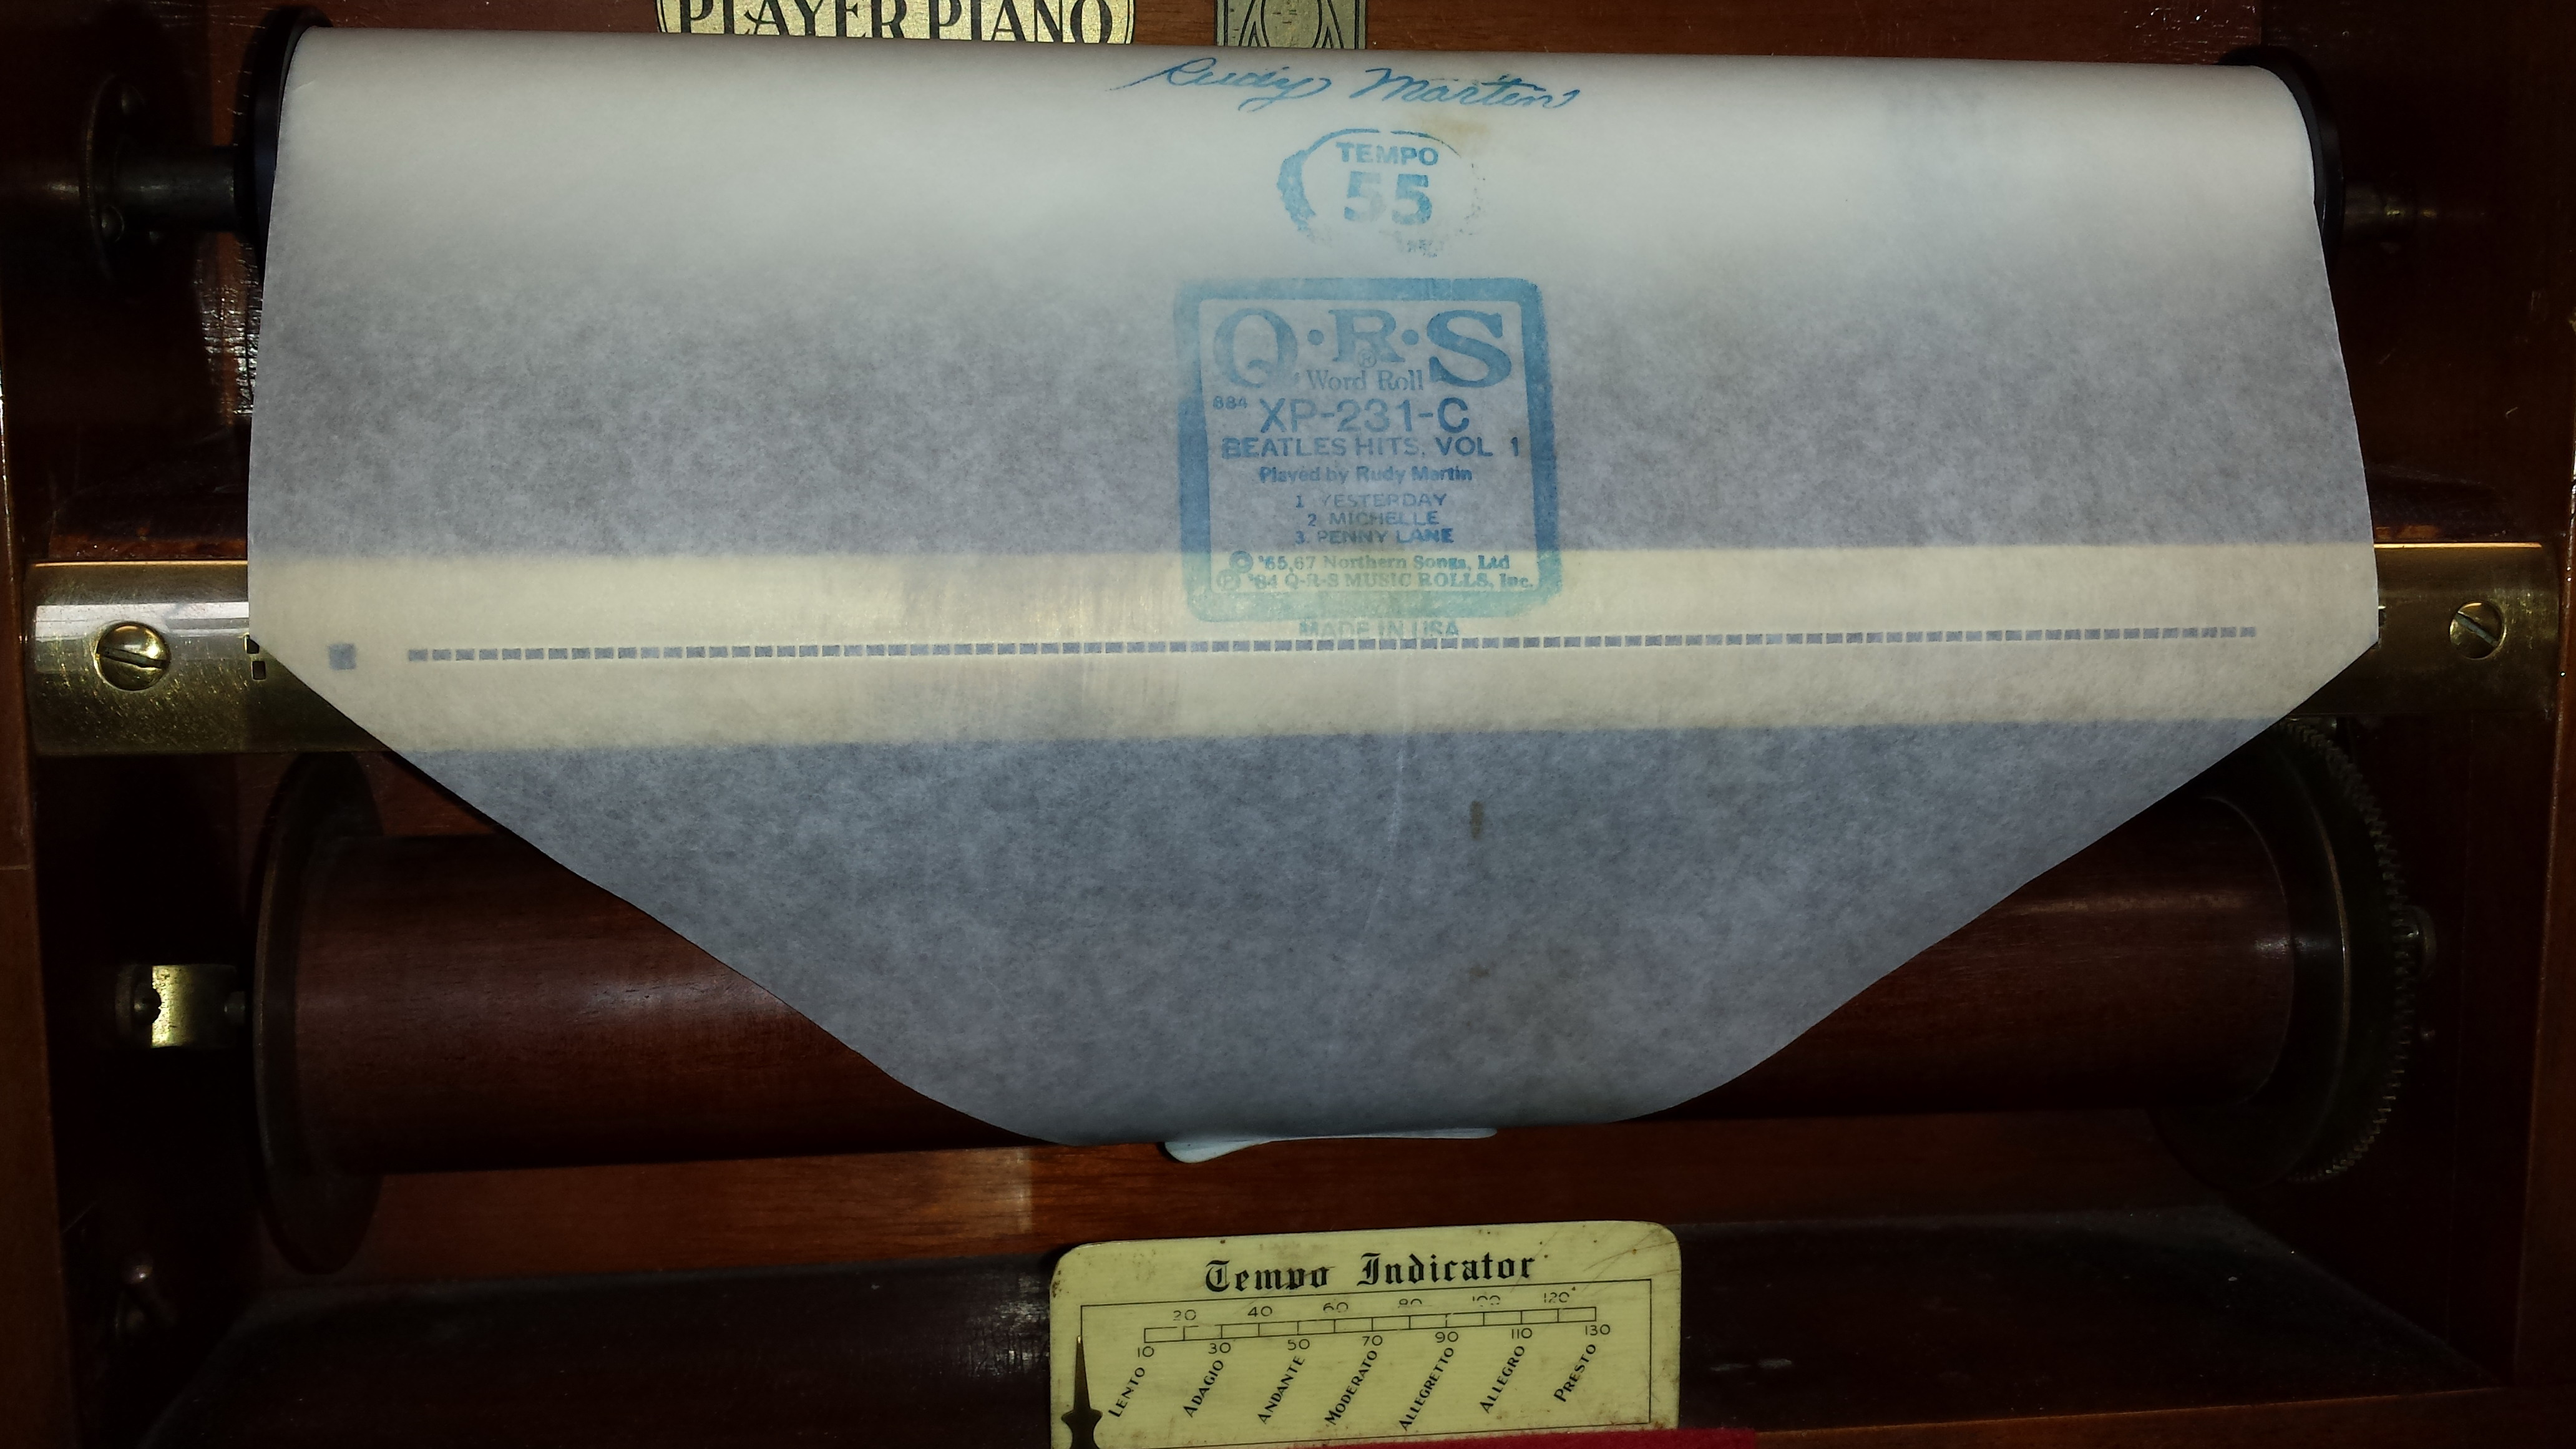 PLAYER PIANO
Rudy Martin
TEMPO
55
Q·R·S
®
Word Roll
884 XP-231-C
BEATLES HITS, VOL 1
Played by Rudy Martin
1. YESTERDAY
2. MICHELLE
3. PENNY LANE
© '65,67 Northern Songs, Ltd
℗ '84 Q-R-S MUSIC ROLLS, Inc.
MADE IN USA
Tempo Indicator
20 40 60 80 100 120
10 30 50 70 90 110 130
LENTO ADAGIO ANDANTE MODERATO ALLEGRETTO ALLEGRO PRESTO